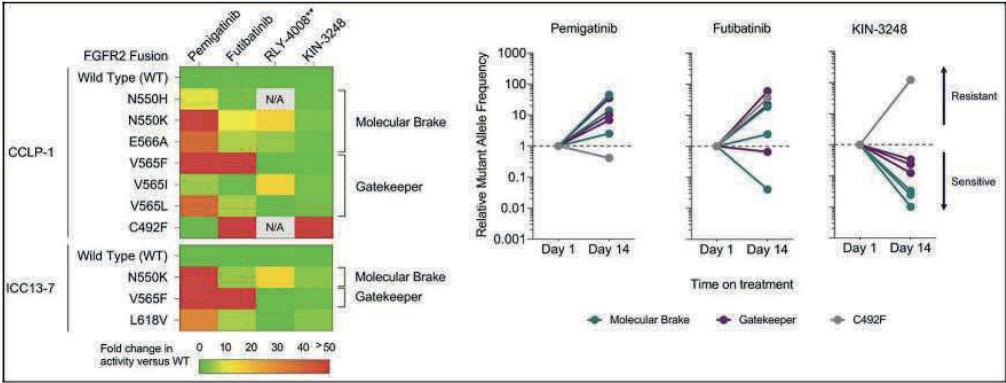 Pemigatinib
Futibatinib
RLY-4008**
KIN-3248
FGFR2 Fusion
CCLP-1
Wild Type (WT)
N550H
N/A
N550K
Molecular Brake
E566A
V565F
V565I
Gatekeeper
V565L
C492F
N/A
ICC13-7
Wild Type (WT)
N550K
Molecular Brake
V565F
Gatekeeper
L618V
Fold change in
activity versus WT
0 10 20 30 40 >50
Pemigatinib
Futibatinib
KIN-3248
Relative Mutant Allele Frequency
1000
100
10
1
0.1
0.01
0.001
Day 1 Day 14
Day 1 Day 14
Day 1 Day 14
Resistant
Sensitive
Time on treatment
Molecular Brake Gatekeeper C492F